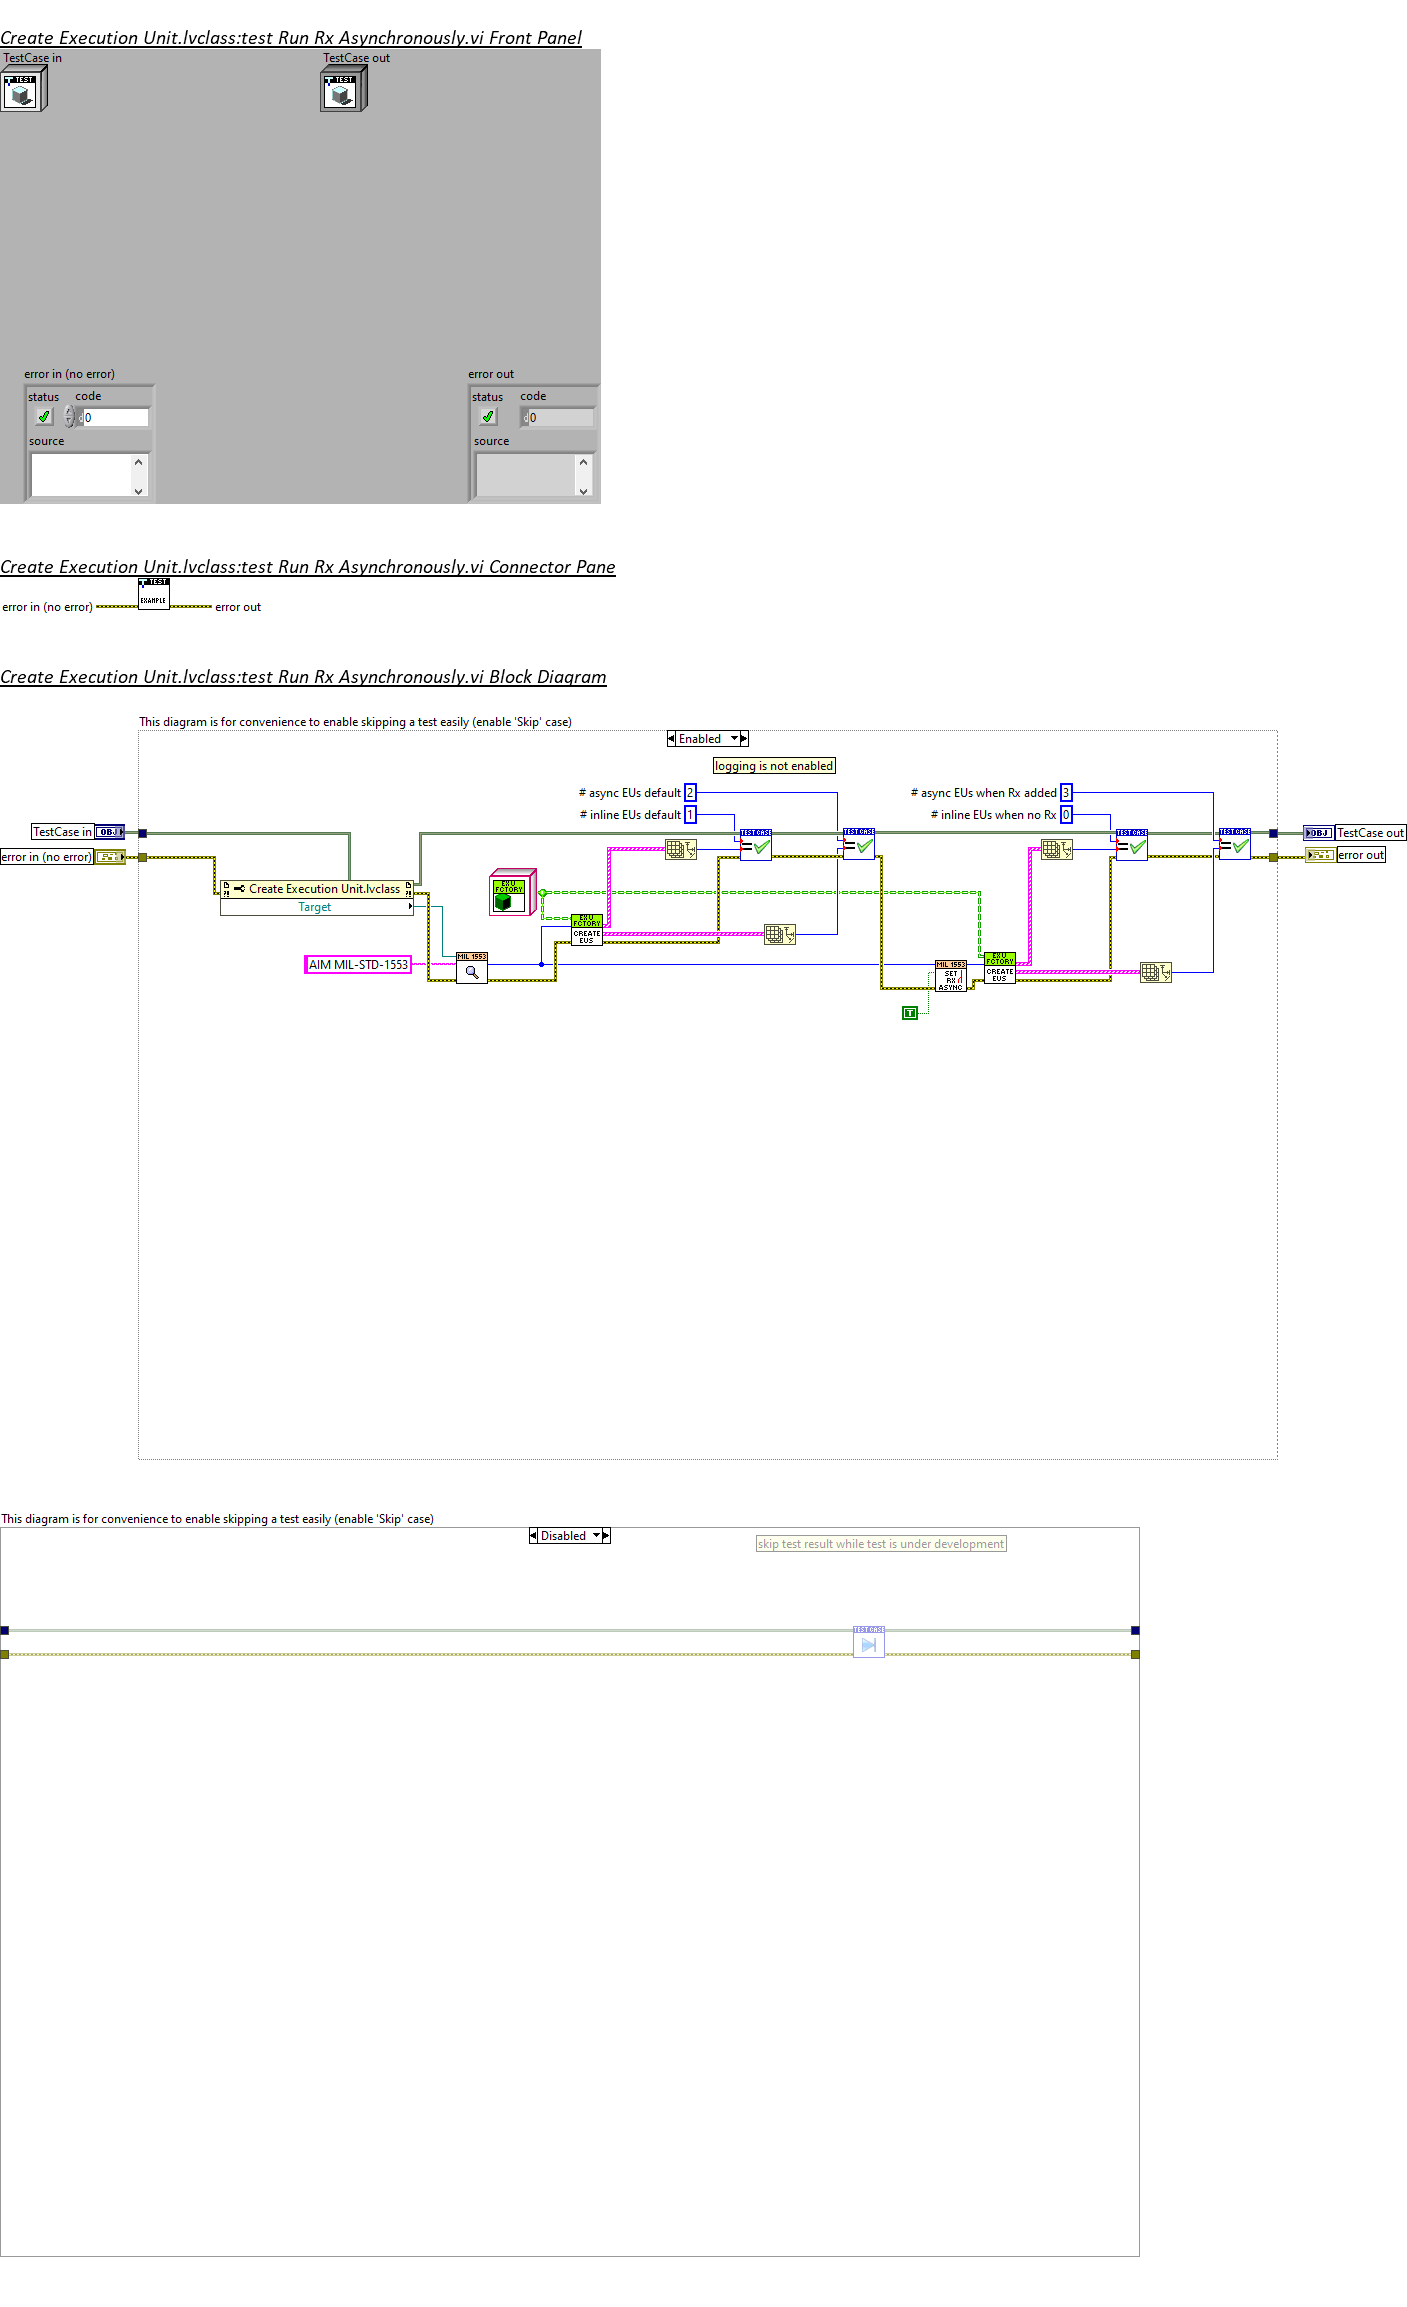 Create Execution Unit.lvclass:test Run Rx Asynchronously.vi Front Panel
TestCase in
TestCase out
TEST
TEST
error in (no error)
error out
status
code
status
code
0
0
source
source
Create Execution Unit.lvclass:test Run Rx Asynchronously.vi Connector Pane
TEST
EXAMPLE
error in (no error)
error out
Create Execution Unit.lvclass:test Run Rx Asynchronously.vi Block Diagram
This diagram is for convenience to enable skipping a test easily (enable 'Skip' case)
Enabled
logging is not enabled
# async EUs default 2
# async EUs when Rx added 3
# inline EUs default 1
# inline EUs when no Rx 0
TestCase in OBJ
TEST CASE
TEST CASE
TEST CASE
TEST CASE
OBJ TestCase out
error in (no error)
error out
Create Execution Unit.lvclass
Target
EXU FCTORY
EXU FCTORY
CREATE EUS
AIM MIL-STD-1553
MIL 1553
MIL 1553
SET RX ASYNC
EXU FCTORY
CREATE EUS
T
This diagram is for convenience to enable skipping a test easily (enable 'Skip' case)
Disabled
skip test result while test is under development
TEST CASE